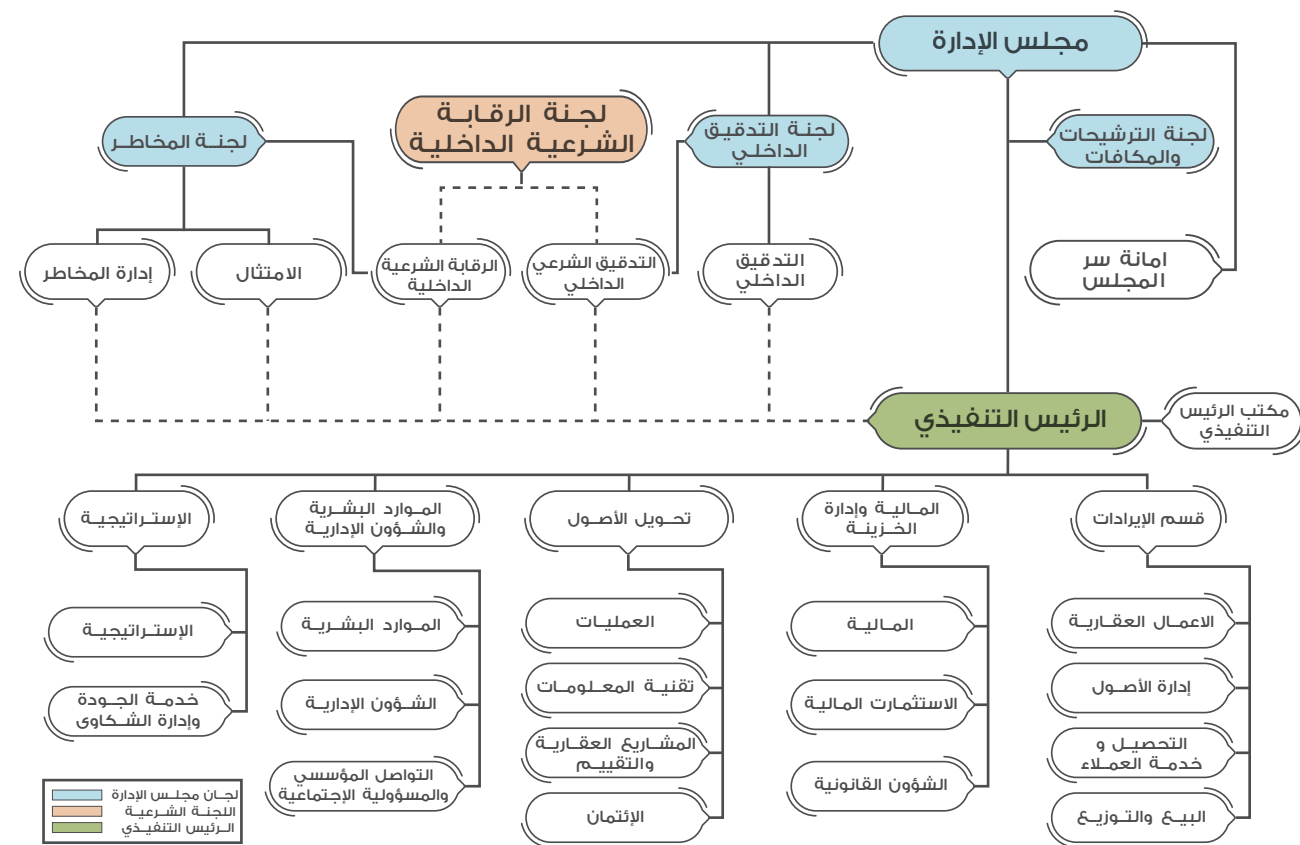 مجلس الإدارة
لجنة الرقابة
الشرعية الداخلية
لجنة الترشيحات
والمكافات
لجنة التدقيق
الداخلي
لجنة المخاطر
امانة سر
المجلس
التدقيق
الداخلي
التدقيق الشرعي
الداخلي
الرقابة الشرعية
الداخلية
الامتثال
إدارة المخاطر
مكتب الرئيس
التنفيذي
الرئيس التنفيذي
قسم الإيرادات
المالية وإدارة
الخزينة
تحويل الأصول
الموارد البشرية
والشؤون الإدارية
الإستراتيجية
الاعمال العقارية
إدارة الأصول
التحصيل و
خدمة العملاء
البيع والتوزيع
المالية
الاستثمارت المالية
الشؤون القانونية
العمليات
تقنية المعلومات
المشاريع العقارية
والتقييم
الإئتمان
الموارد البشرية
الشؤون الإدارية
التواصل المؤسسي
والمسؤولية الإجتماعية
الإستراتيجية
خدمة الجودة
وإدارة الشكاوى
لجان مجلس الإدارة
اللجنة الشرعية
الرئيس التنفيذي